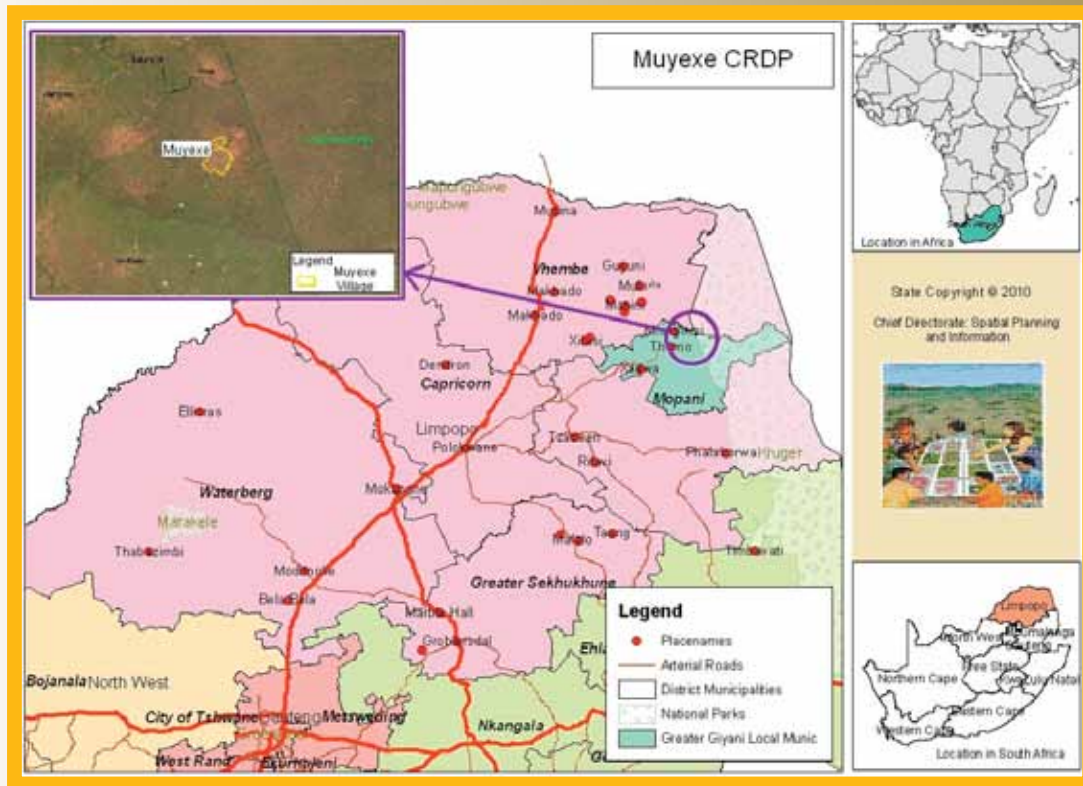 Muyexe CRDP
Muyexe
Legend
Muyexe
Village
Mapungubwe
Musina
Vhembe
Makhado
Makhado
Dendron
Capricorn
Mopani
Ellisras
Limpopo
Polokwane
Tzaneen
Phalaborwa
Kruger
Waterberg
Marakele
Thabazimbi
Greater Sekhukhune
Bela Bela
Marble Hall
Groblersdal
Bojanala
North West
City of Tshwane
Metsweding
Nkangala
West Rand
Ekurhuleni
Legend
Placenames
Arterial Roads
District Municipalities
National Parks
Greater Giyani Local Munic
Location in Africa
State Copyright © 2010
Chief Directorate: Spatial Planning
and Information
Limpopo
North West
Free State
Northern Cape
Eastern Cape
Western Cape
Location in South Africa